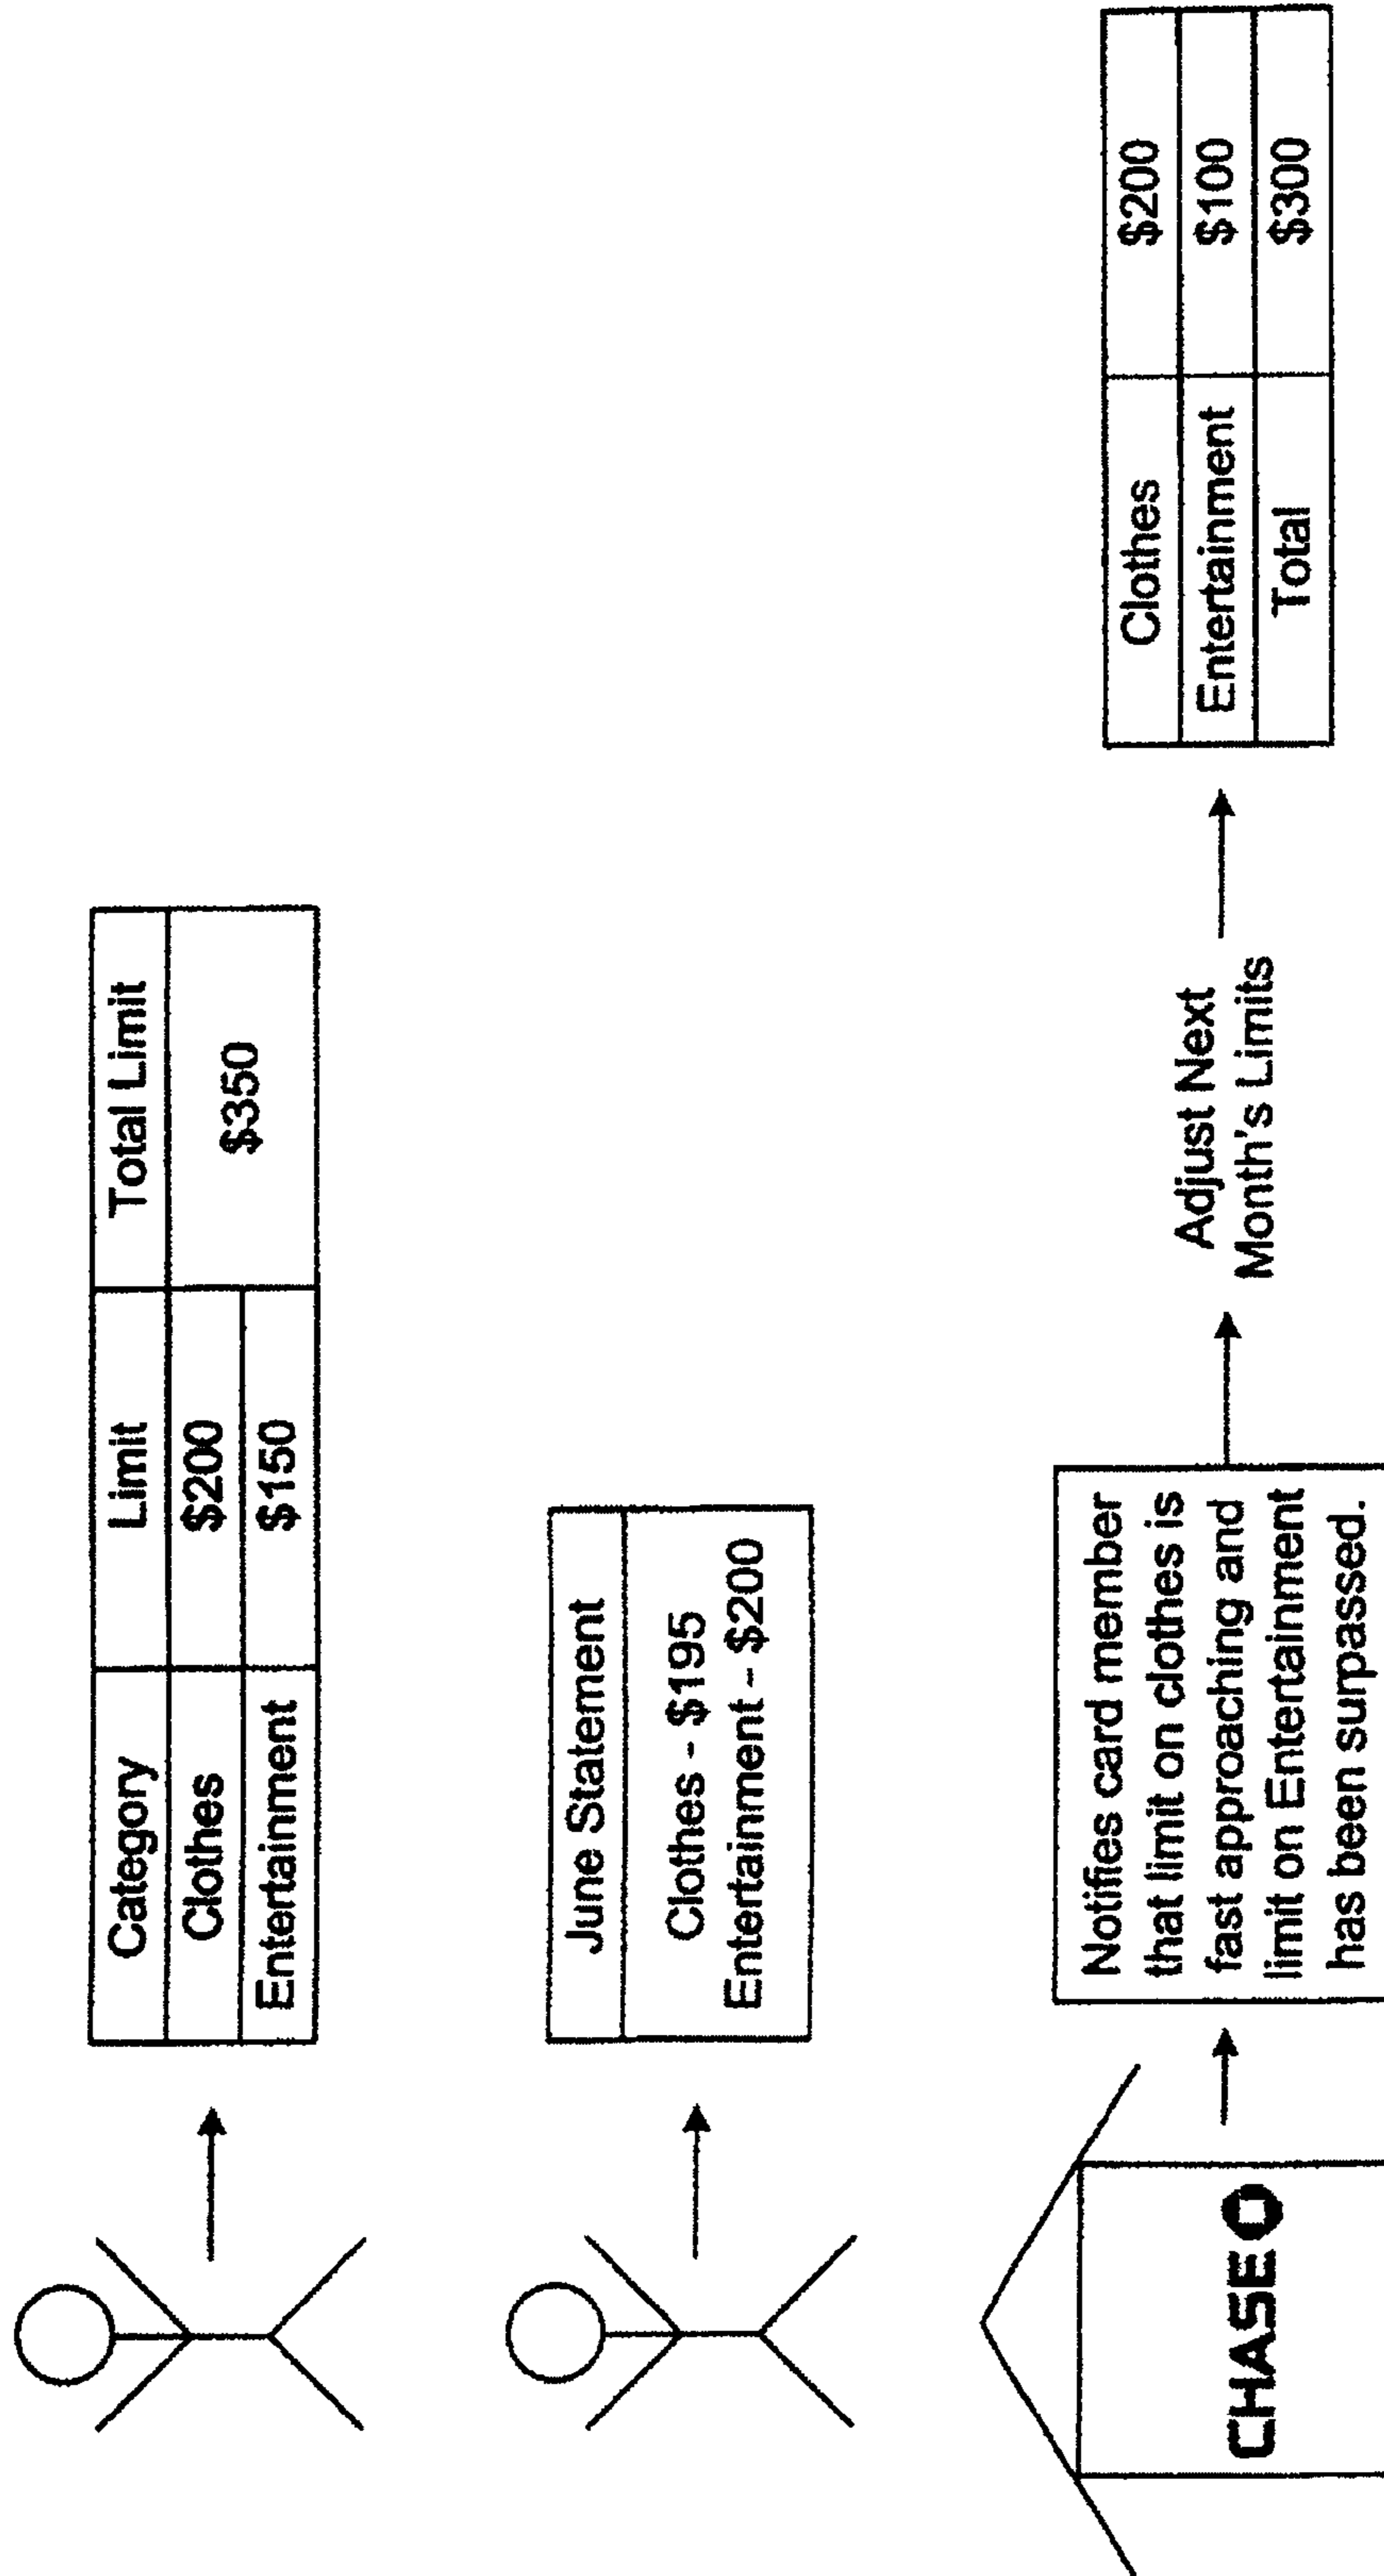 Category Limit Total Limit
Clothes $200 $350
Entertainment $150
June Statement
Clothes - $195
Entertainment - $200
CHASE
Notifies card member
that limit on clothes is
fast approaching and
limit on Entertainment
has been surpassed.
Adjust Next
Month's Limits
Clothes $200
Entertainment $100
Total $300